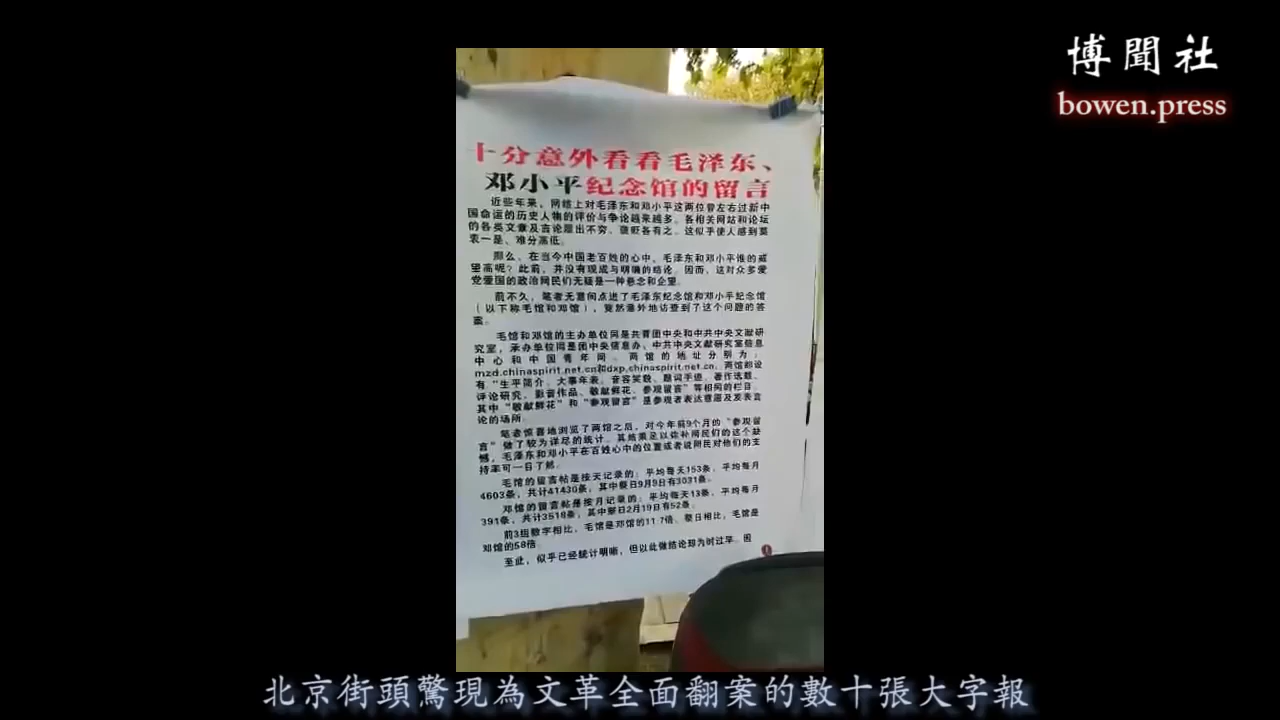 博聞社
bowen.press
十分意外看看毛泽东、
邓小平纪念馆的留言
近些年来，网络上对毛泽东和邓小平这两位曾左右过新中
国命运的历史人物的评价与争论越来越多。各相关网站和论坛
的各类文章及言论层出不穷，褒贬各有之，这似乎使人感到莫
衷一是、难分高低。
那么，在当今中国老百姓的心中，毛泽东和邓小平谁的威
望高呢？此前，并没有现成与明确的结论。因而，这对众多爱
党爱国的政治网民们无疑是一种悬念和企望。
前不久，笔者无意间点进了毛泽东纪念馆和邓小平纪念馆
（以下称毛馆和邓馆），竟然意外地访查到了这个问题的答
案。
毛馆和邓馆的主办单位同是共青团中央和中共中央文献研
究室，承办单位同是团中央信息办、中共中央文献研究室信息
中心和中国青年网。两馆的地址分别为：
mzd.chinaspirit.net.cn和dxp.chinaspirit.net.cn。两馆都设
有“生平简介、大事年表、音容笑貌、题词手迹、著作选载、
评论研究、影音作品、敬献鲜花、参观留言”等相同的栏目。
其中“敬献鲜花”和“参观留言”是参观者表达意愿及发表言
论的场所。
笔者惊喜地浏览了两馆之后，对今年前9个月的“参观留
言”做了较为详尽的统计。其结果足以弥补网民们的这个缺
憾，毛泽东和邓小平在百姓心中的位置或者说网民对他们的支
持率可一目了然。
毛馆的留言帖是按天记录的：平均每天153条，平均每月
4603条，共计41430条，其中祭日9月9日有3031条。
邓馆的留言帖是按月记录的：平均每天13条，平均每月
391条，共计3518条，其中祭日2月19日有52条。
前3组数字相比，毛馆是邓馆的11.7倍。祭日相比，毛馆是
邓馆的58倍。
至此，似乎已经统计明晰，但以此做结论却为时过早。因
北京街頭驚現為文革全面翻案的數十張大字報